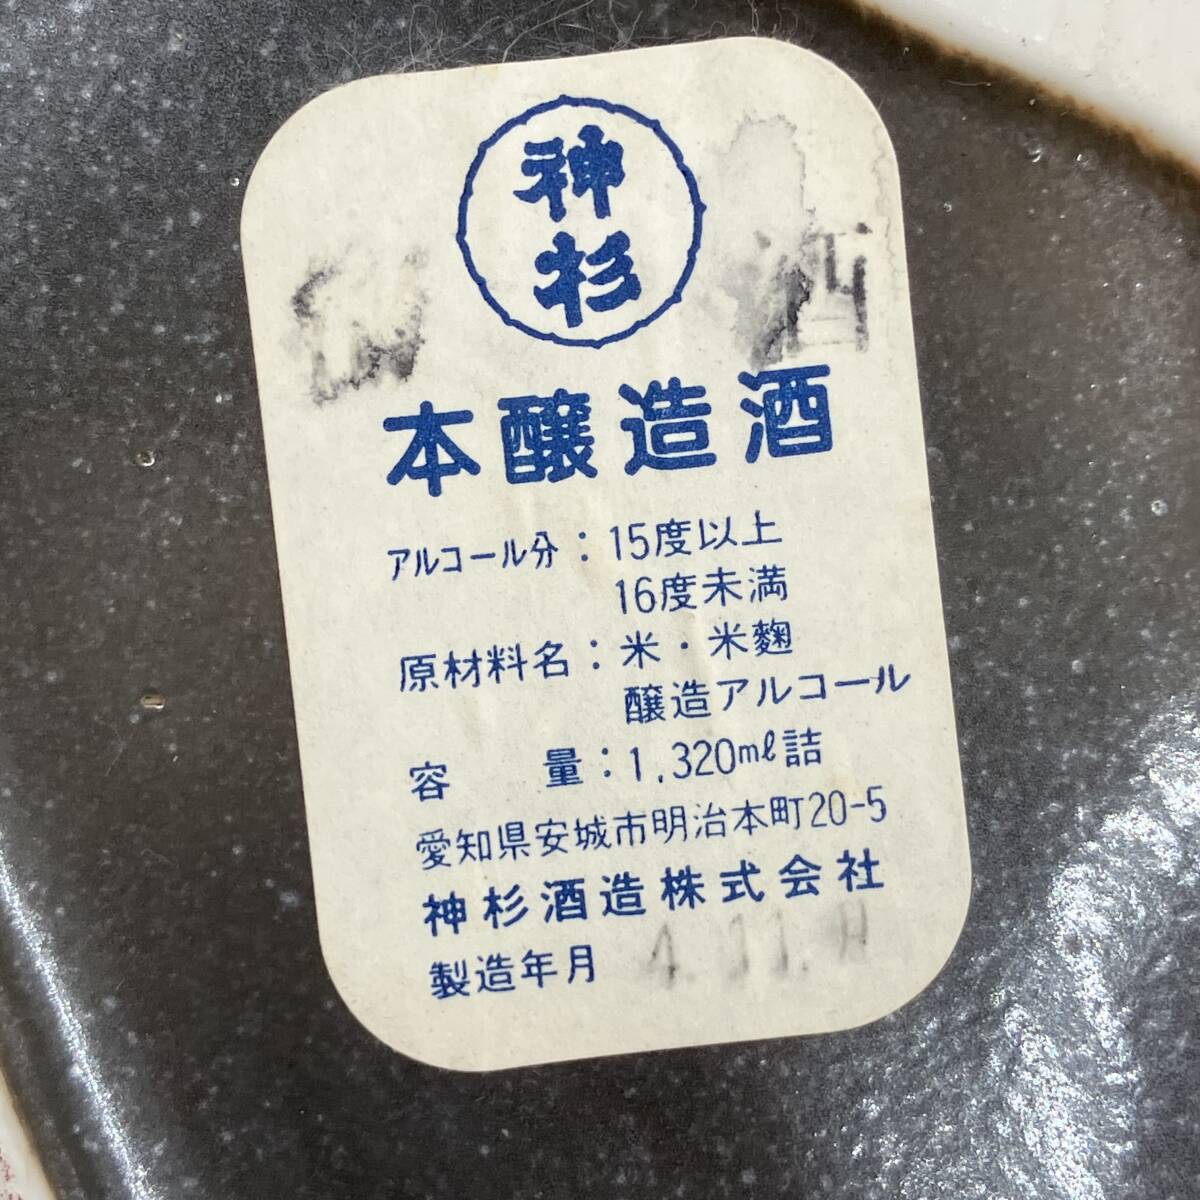 神
杉
酒
本醸造酒
アルコール分：15度以上
16度未満
原材料名：米・米麹
醸造アルコール
容 量：1,320mℓ詰
愛知県安城市明治本町20-5
神杉酒造株式会社
製造年月 4.11.